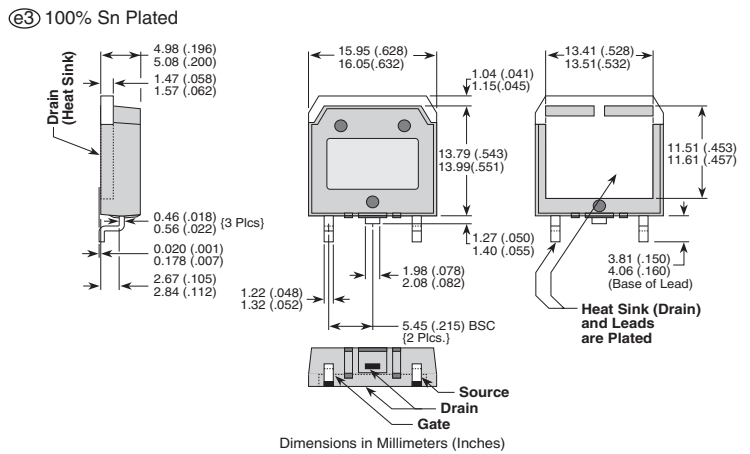 e3 100% Sn Plated
4.98 (.196)
5.08 (.200)
1.47 (.058)
1.57 (.062)
Drain
(Heat Sink)
15.95 (.628)
16.05(.632)
1.04 (.041)
1.15(.045)
13.41 (.528)
13.51(.532)
13.79 (.543)
13.99(.551)
11.51 (.453)
11.61 (.457)
0.46 (.018)
0.56 (.022) {3 Plcs}
0.020 (.001)
0.178 (.007)
2.67 (.105)
2.84 (.112)
1.27 (.050)
1.40 (.055)
1.98 (.078)
2.08 (.082)
1.22 (.048)
1.32 (.052)
3.81 (.150)
4.06 (.160)
(Base of Lead)
5.45 (.215) BSC
{2 Plcs.}
Heat Sink (Drain)
and Leads
are Plated
Source
Drain
Gate
Dimensions in Millimeters (Inches)